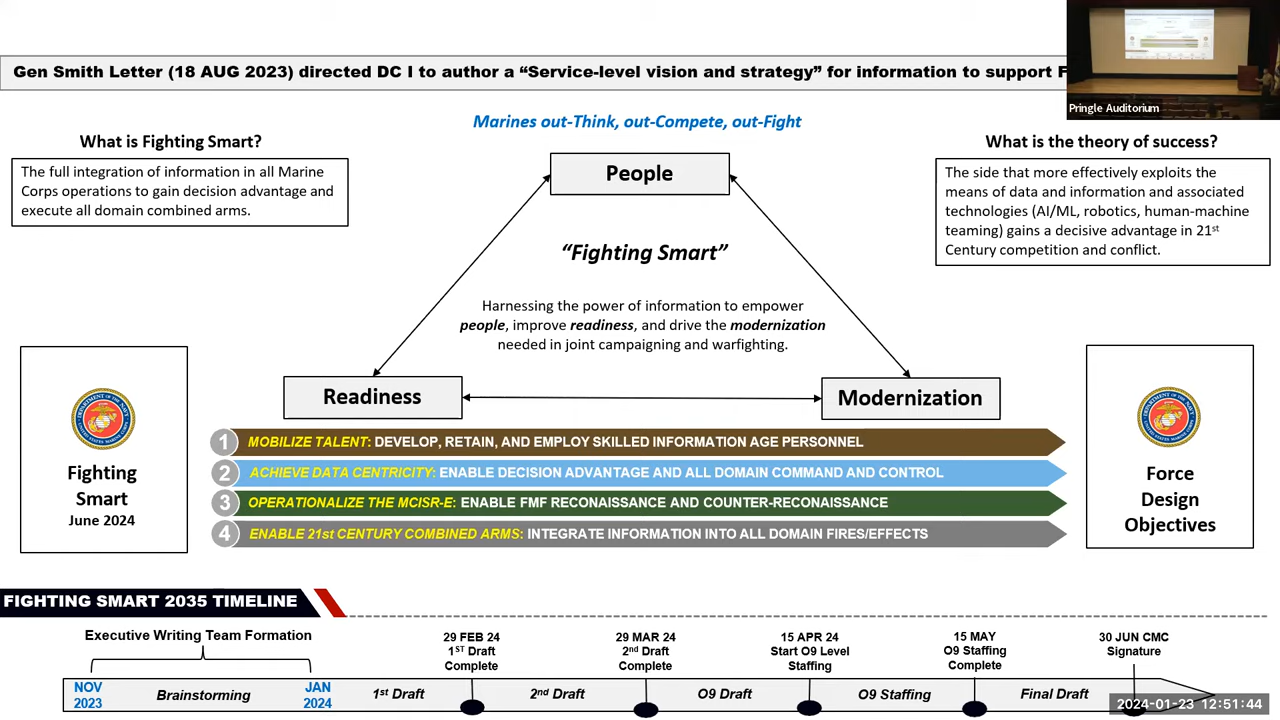 Gen Smith Letter (18 AUG 2023) directed DC I to author a “Service-level vision and strategy” for information to support F
Pringle Auditorium
Marines out-Think, out-Compete, out-Fight
What is Fighting Smart?
The full integration of information in all Marine
Corps operations to gain decision advantage and
execute all domain combined arms.
What is the theory of success?
The side that more effectively exploits the
means of data and information and associated
technologies (AI/ML, robotics, human-machine
teaming) gains a decisive advantage in 21st
Century competition and conflict.
People
“Fighting Smart”
Harnessing the power of information to empower
people, improve readiness, and drive the modernization
needed in joint campaigning and warfighting.
Readiness
Modernization
Fighting
Smart
June 2024
1 MOBILIZE TALENT: DEVELOP, RETAIN, AND EMPLOY SKILLED INFORMATION AGE PERSONNEL
2 ACHIEVE DATA CENTRICITY: ENABLE DECISION ADVANTAGE AND ALL DOMAIN COMMAND AND CONTROL
3 OPERATIONALIZE THE MCISR-E: ENABLE FMF RECONAISSANCE AND COUNTER-RECONAISSANCE
4 ENABLE 21st CENTURY COMBINED ARMS: INTEGRATE INFORMATION INTO ALL DOMAIN FIRES/EFFECTS
Force
Design
Objectives
FIGHTING SMART 2035 TIMELINE
Executive Writing Team Formation
29 FEB 24
1ST Draft
Complete
29 MAR 24
2nd Draft
Complete
15 APR 24
Start O9 Level
Staffing
15 MAY
O9 Staffing
Complete
30 JUN CMC
Signature
NOV
2023
Brainstorming
JAN
2024
1st Draft
2nd Draft
O9 Draft
O9 Staffing
Final Draft
2024-01-23 12:51:44